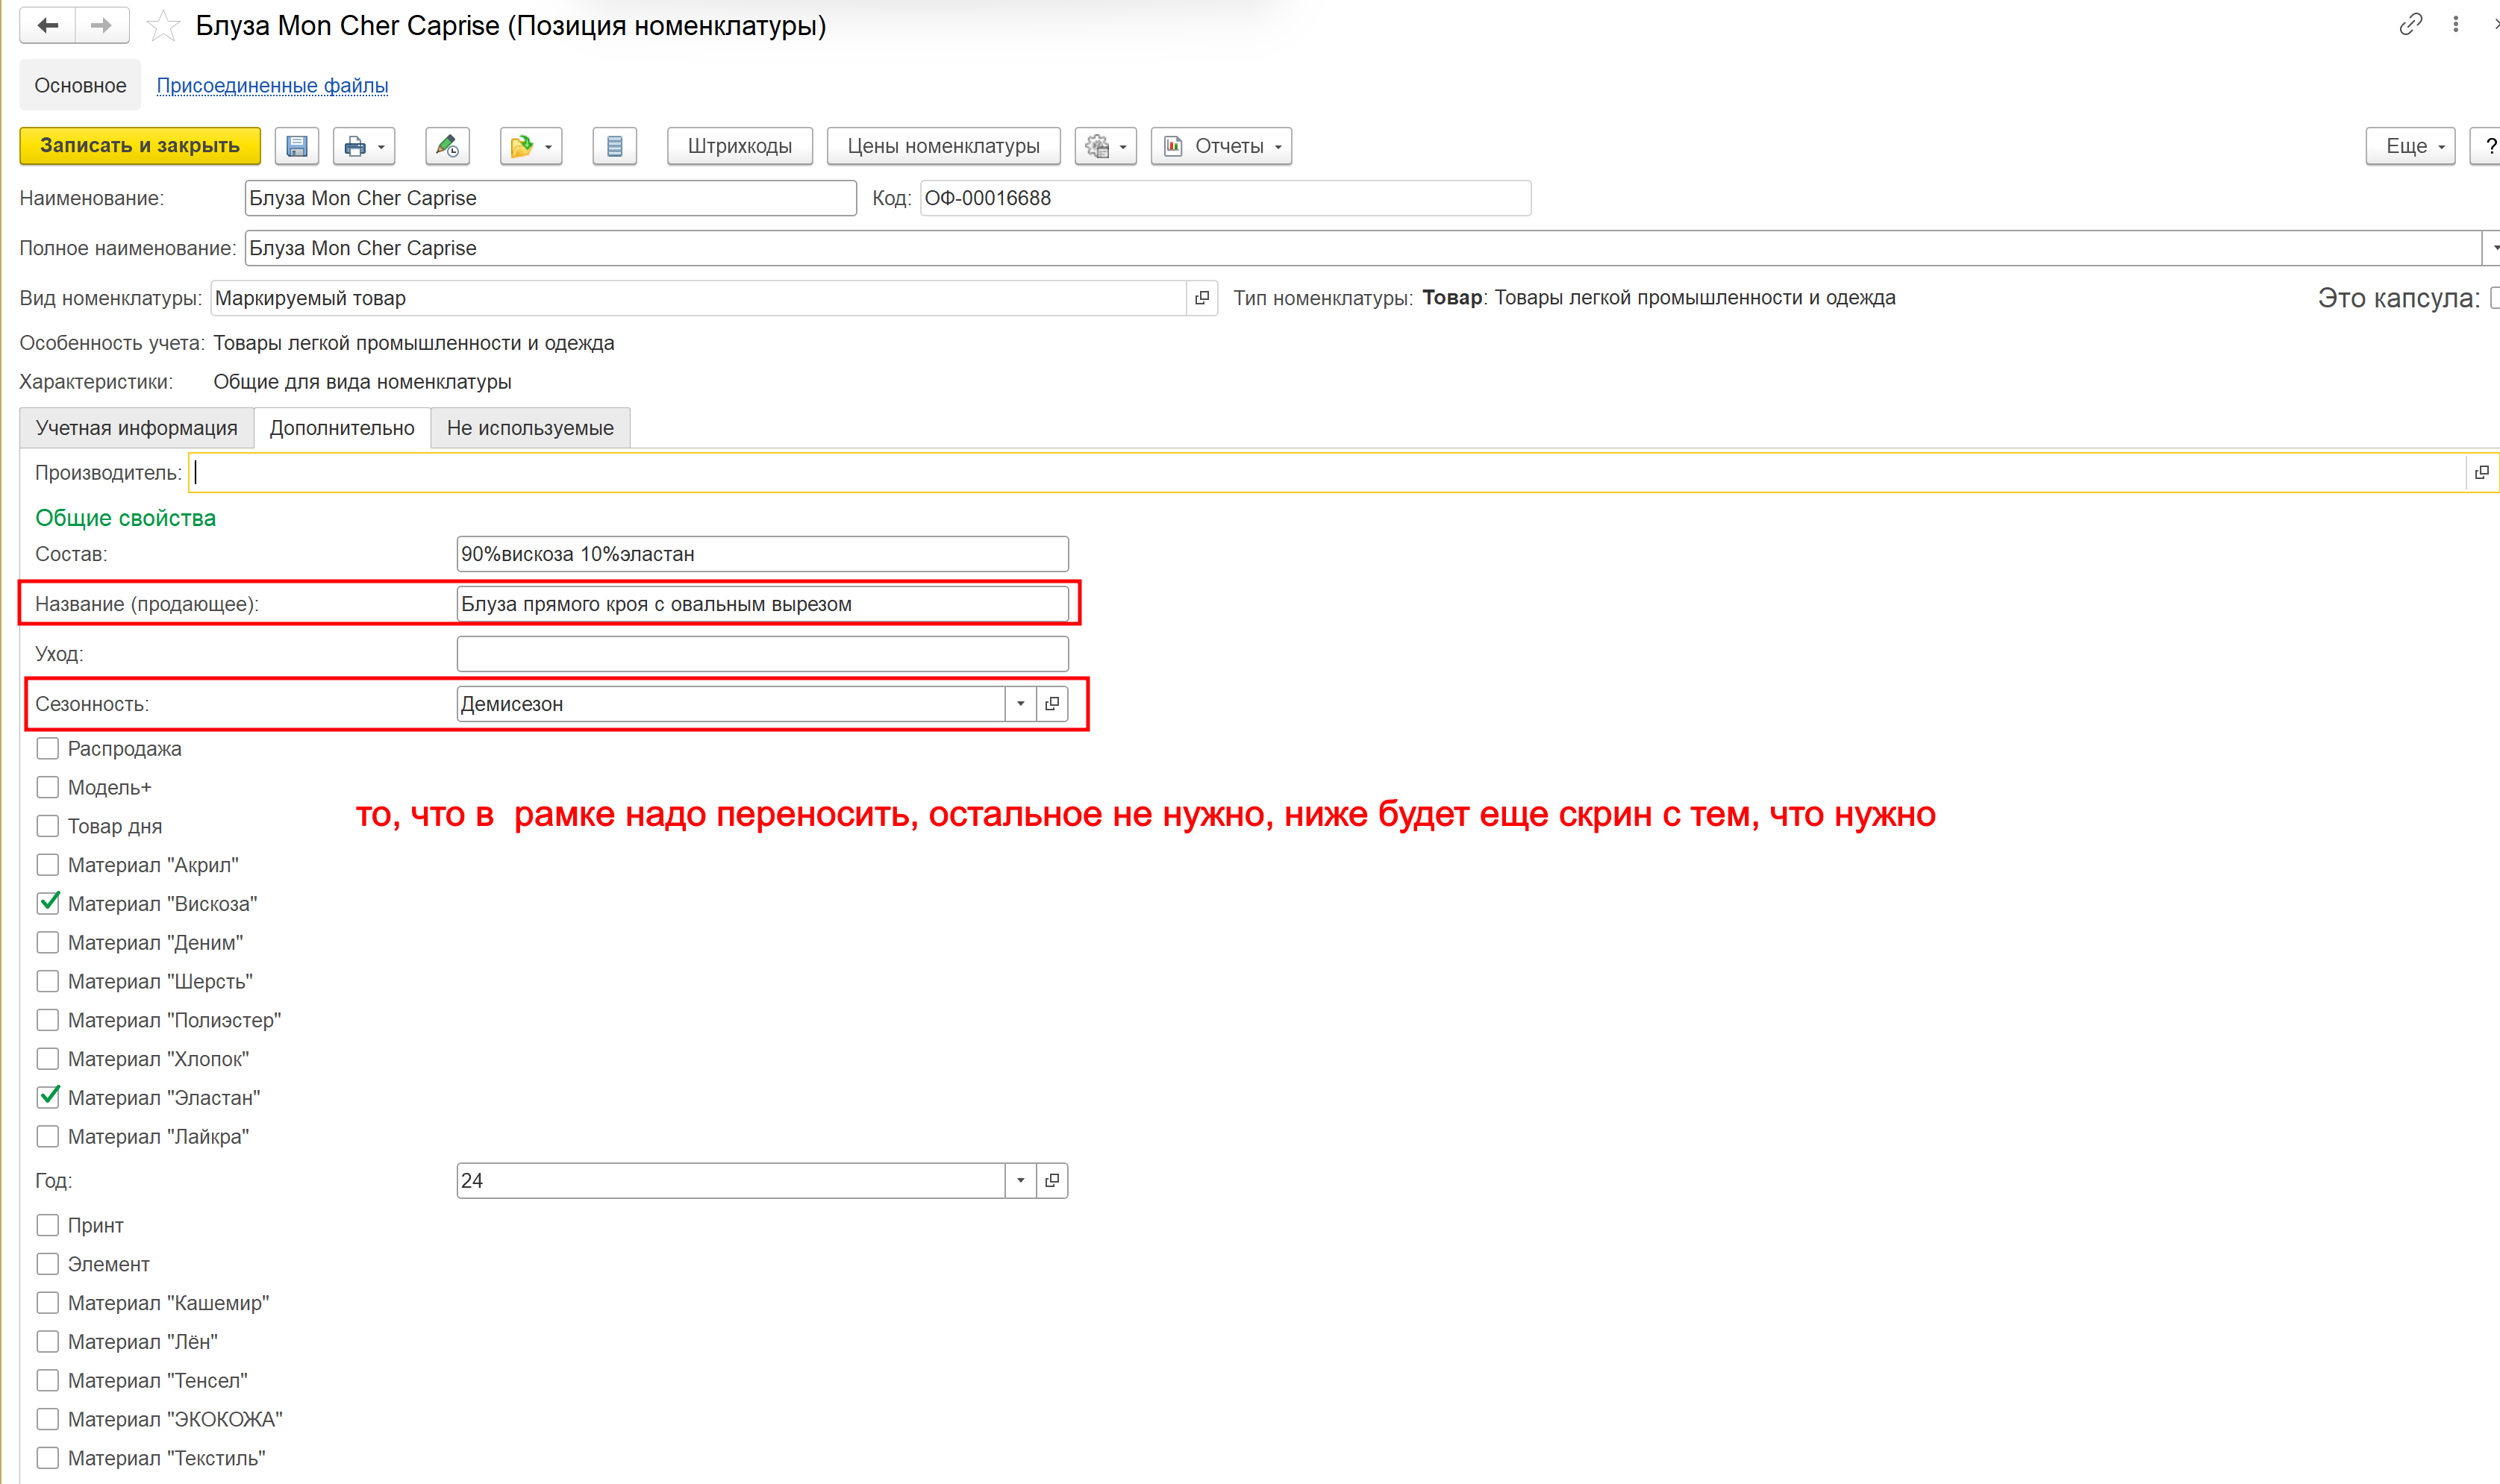 Блуза Mon Cher Caprise (Позиция номенклатуры)
Основное Присоединенные файлы
Записать и закрыть Штрихкоды Цены номенклатуры Отчеты Еще ?
Наименование: Блуза Mon Cher Caprise Код: ОФ-00016688
Полное наименование: Блуза Mon Cher Caprise
Вид номенклатуры: Маркируемый товар Тип номенклатуры: Товар: Товары легкой промышленности и одежда Это капсула:
Особенность учета: Товары легкой промышленности и одежда
Характеристики: Общие для вида номенклатуры
Учетная информация Дополнительно Не используемые
Производитель:
Общие свойства
Состав: 90%вискоза 10%эластан
Название (продающее): Блуза прямого кроя с овальным вырезом
Уход:
Сезонность: Демисезон
Распродажа
Модель+
то, что в рамке надо переносить, остальное не нужно, ниже будет еще скрин с тем, что нужно
Товар дня
Материал "Акрил"
Материал "Вискоза"
Материал "Деним"
Материал "Шерсть"
Материал "Полиэстер"
Материал "Хлопок"
Материал "Эластан"
Материал "Лайкра"
Год: 24
Принт
Элемент
Материал "Кашемир"
Материал "Лён"
Материал "Тенсел"
Материал "ЭКОКОЖА"
Материал "Текстиль"